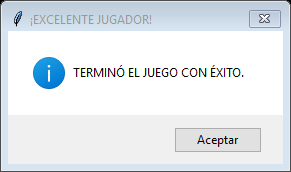 ¡EXCELENTE JUGADOR!
TERMINÓ EL JUEGO CON ÉXITO.
Aceptar